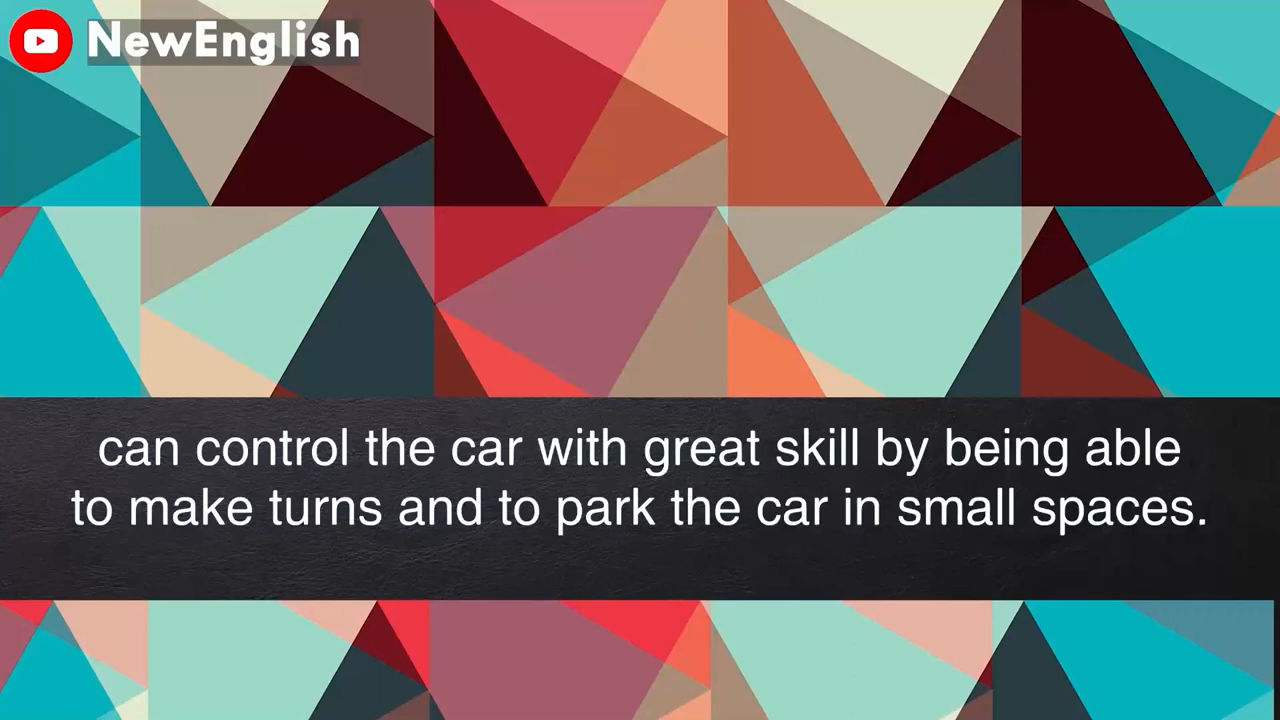 NewEnglish
can control the car with great skill by being able
to make turns and to park the car in small spaces.